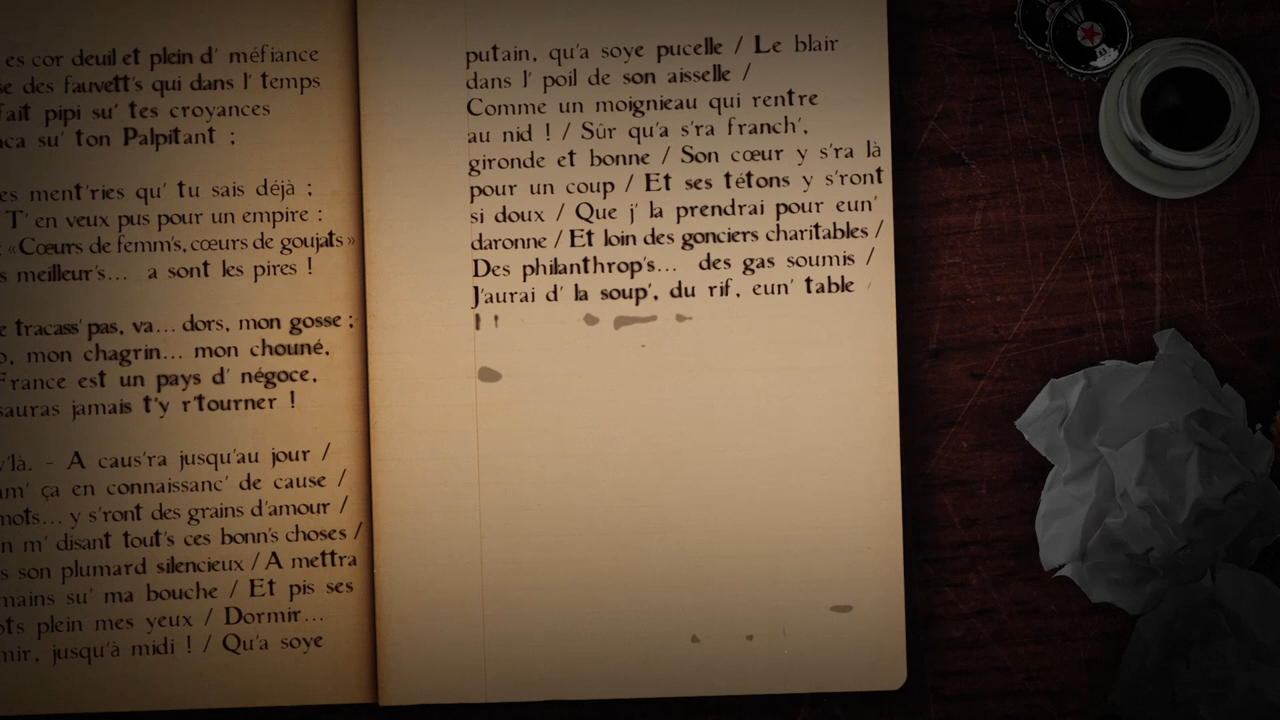 es cor deuil et plein d' méfiance
se des fauvett's qui dans l' temps
fait pipi su' tes croyances
su' ton Palpitant ;
es ment'ries qu' tu sais déjà ;
T' en veux pus pour un empire :
« Cœurs de femm's, cœurs de goujats »
s meilleur's... a sont les pires !
e tracass' pas, va... dors, mon gosse ;
o, mon chagrin... mon chouné,
France est un pays d' négoce,
sauras jamais t'y r'tourner !
v'là. - A caus'ra jusqu'au jour /
am' ça en connaissanc' de cause /
mots... y s'ront des grains d'amour /
n m' disant tout's ces bonn's choses /
s son plumard silencieux / A mettra
mains su' ma bouche / Et pis ses
ots plein mes yeux / Dormir...
mir, jusqu'à midi ! / Qu'a soye
putain, qu'a soye pucelle / Le blair
dans l' poil de son aisselle /
Comme un moignieau qui rentre
au nid ! / Sûr qu'a s'ra franch',
gironde et bonne / Son cœur y s'ra là
pour un coup / Et ses tétons y s'ront
si doux / Que j' la prendrai pour eun'
daronne / Et loin des gonciers charitables /
Des philanthrop's... des gas soumis /
J'aurai d' la soup', du rif, eun' table /